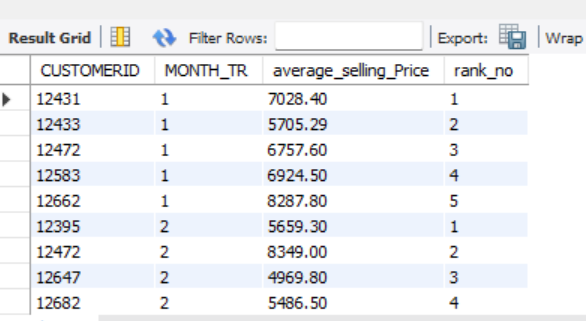 Result Grid Filter Rows: Export: Wrap
CUSTOMERID MONTH_TR average_selling_Price rank_no
12431 1 7028.40 1
12433 1 5705.29 2
12472 1 6757.60 3
12583 1 6924.50 4
12662 1 8287.80 5
12395 2 5659.30 1
12472 2 8349.00 2
12647 2 4969.80 3
12682 2 5486.50 4